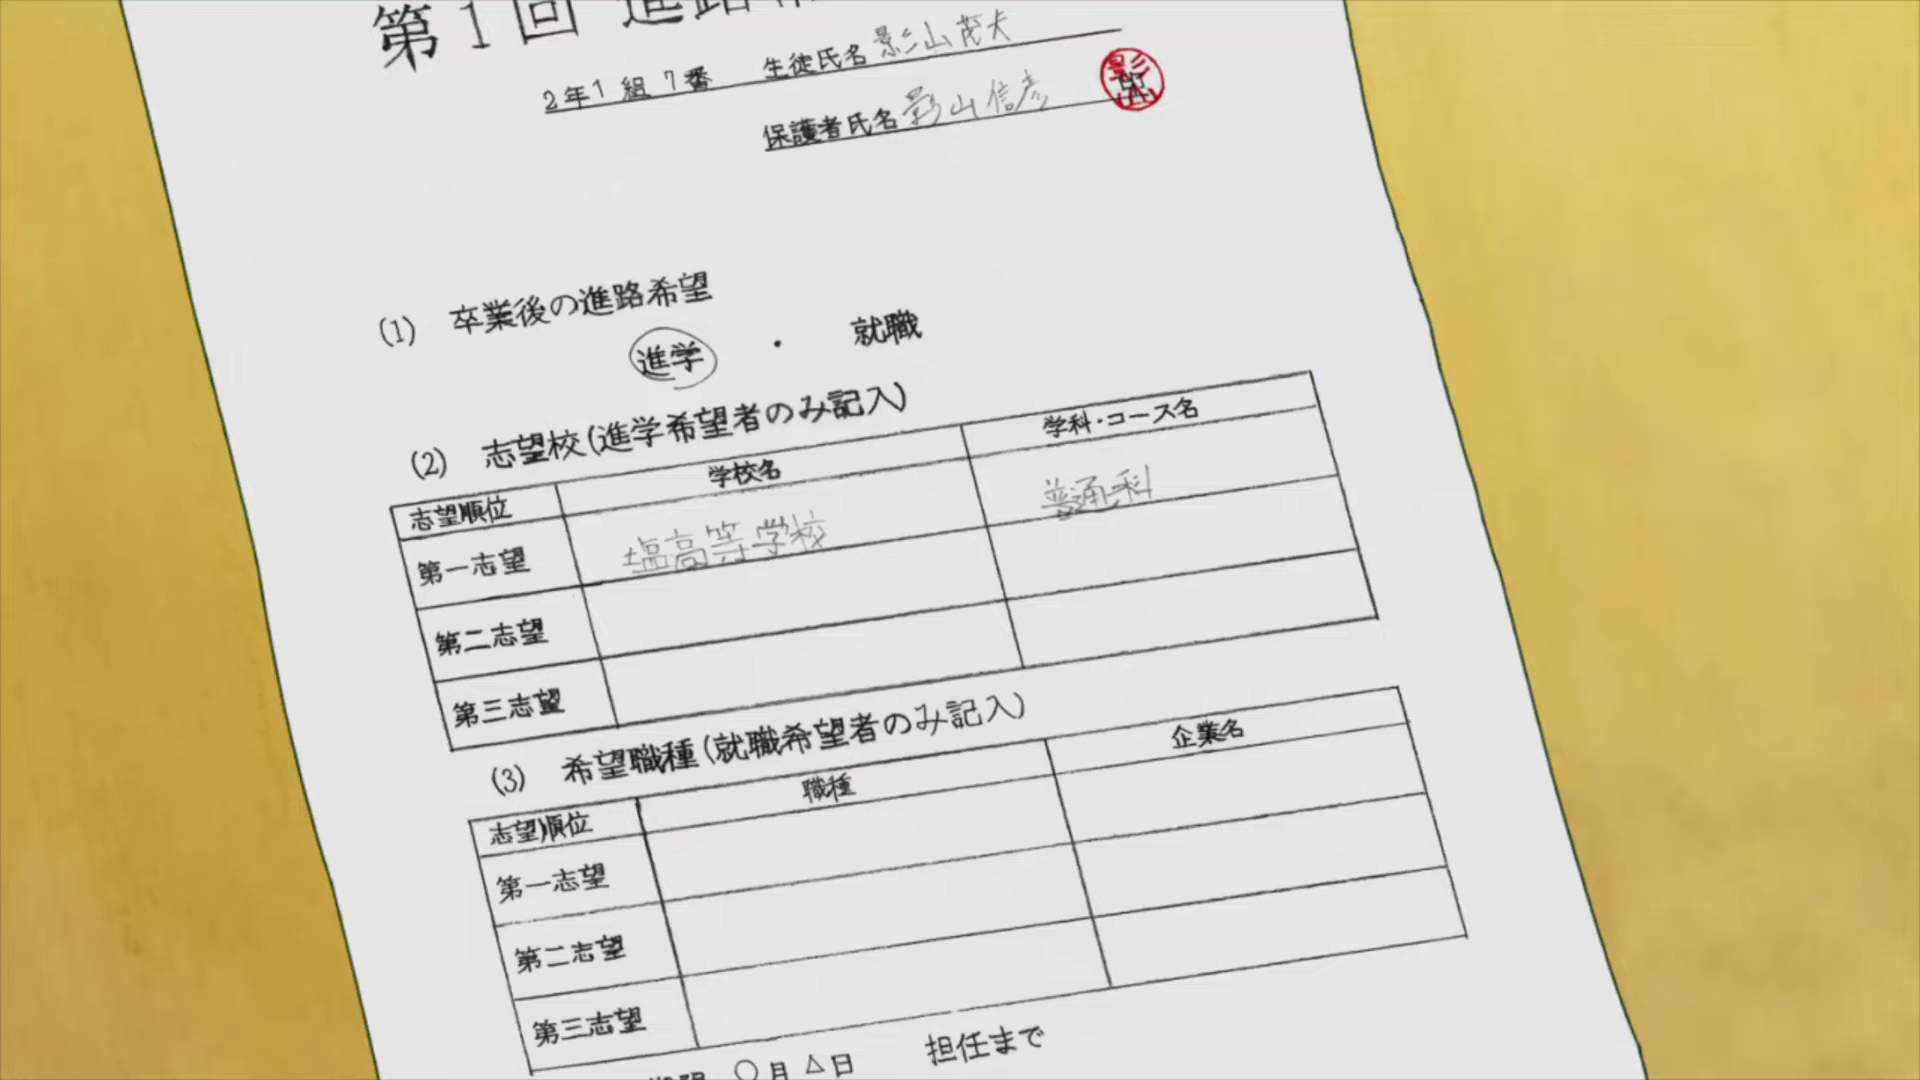 第1回 進路
2年1組7番 生徒氏名 影山茂夫
保護者氏名 影山信彦 影山
(1) 卒業後の進路希望
進学 ・ 就職
(2) 志望校(進学希望者のみ記入)
志望順位 学校名 学科・コース名
第一志望 塩高等学校 普通科
第二志望
第三志望
(3) 希望職種(就職希望者のみ記入)
志望順位 職種 企業名
第一志望
第二志望
第三志望
○月△日 担任まで